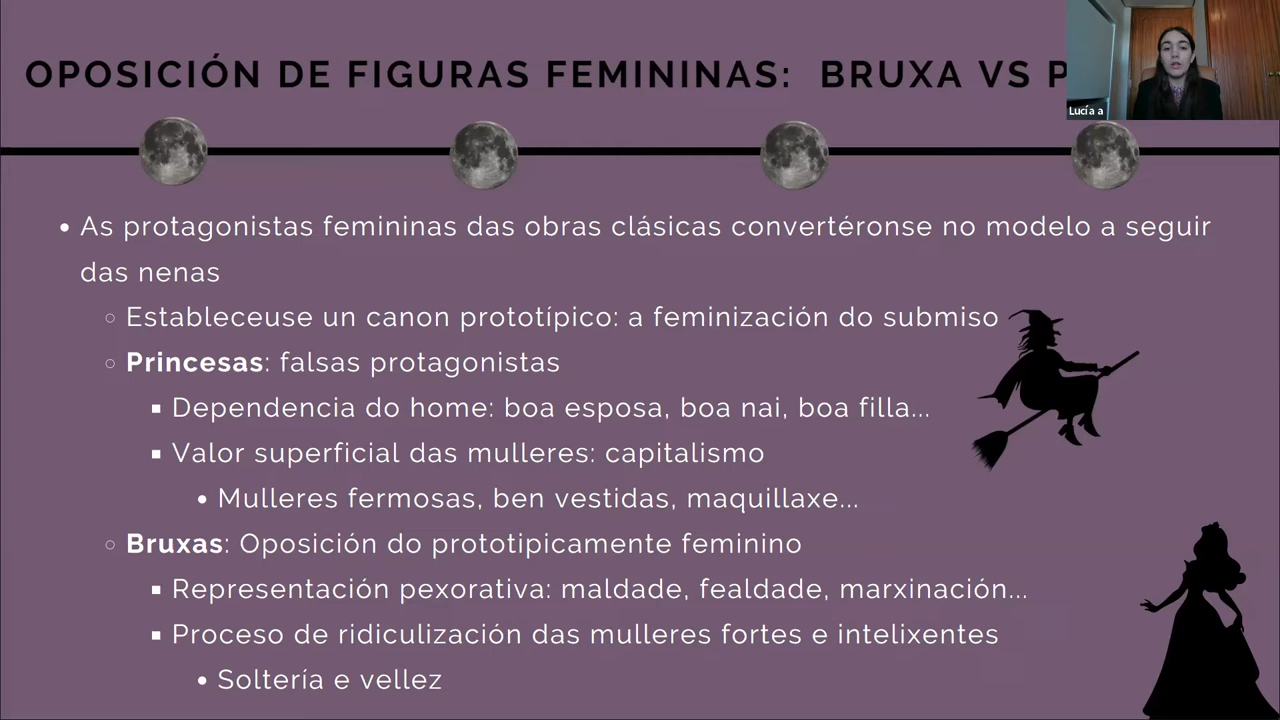 OPOSICIÓN DE FIGURAS FEMININAS: BRUXA VS
Lucía a
• As protagonistas femininas das obras clásicas convertéronse no modelo a seguir
das nenas
○ Estableceuse un canon prototípico: a feminización do submiso
○ Princesas: falsas protagonistas
▪ Dependencia do home: boa esposa, boa nai, boa filla...
▪ Valor superficial das mulleres: capitalismo
• Mulleres fermosas, ben vestidas, maquillaxe...
○ Bruxas: Oposición do prototipicamente feminino
▪ Representación pexorativa: maldade, fealdade, marxinación...
▪ Proceso de ridiculización das mulleres fortes e intelixentes
• Soltería e vellez